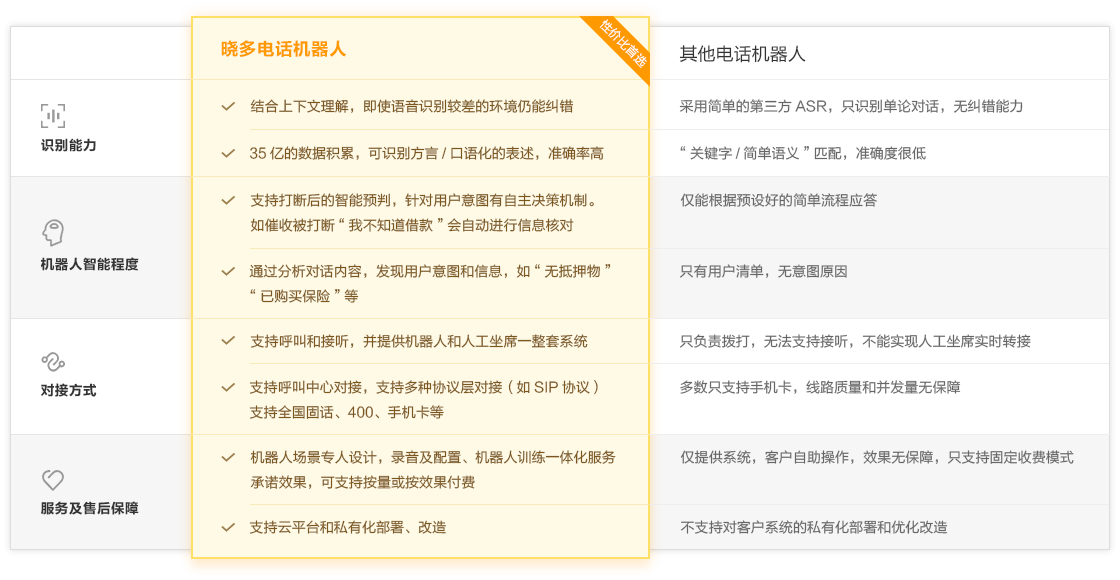 晓多电话机器人
性价比首选
其他电话机器人
识别能力
结合上下文理解，即使语音识别较差的环境仍能纠错
采用简单的第三方 ASR，只识别单论对话，无纠错能力
35 亿的数据积累，可识别方言 / 口语化的表述，准确率高
“ 关键字 / 简单语义 ” 匹配，准确度很低
机器人智能程度
支持打断后的智能预判，针对用户意图有自主决策机制。
如催收被打断 “ 我不知道借款 ” 会自动进行信息核对
仅能根据预设好的简单流程应答
通过分析对话内容，发现用户意图和信息，如 “ 无抵押物 ”
“ 已购买保险 ” 等
只有用户清单，无意图原因
对接方式
支持呼叫和接听，并提供机器人和人工坐席一整套系统
只负责拨打，无法支持接听，不能实现人工坐席实时转接
支持呼叫中心对接，支持多种协议层对接（ 如 SIP 协议 ）
支持全国固话、400、手机卡等
多数只支持手机卡，线路质量和并发量无保障
服务及售后保障
机器人场景专人设计，录音及配置、机器人训练一体化服务
承诺效果，可支持按量或按效果付费
仅提供系统，客户自助操作，效果无保障，只支持固定收费模式
支持云平台和私有化部署、改造
不支持对客户系统的私有化部署和优化改造